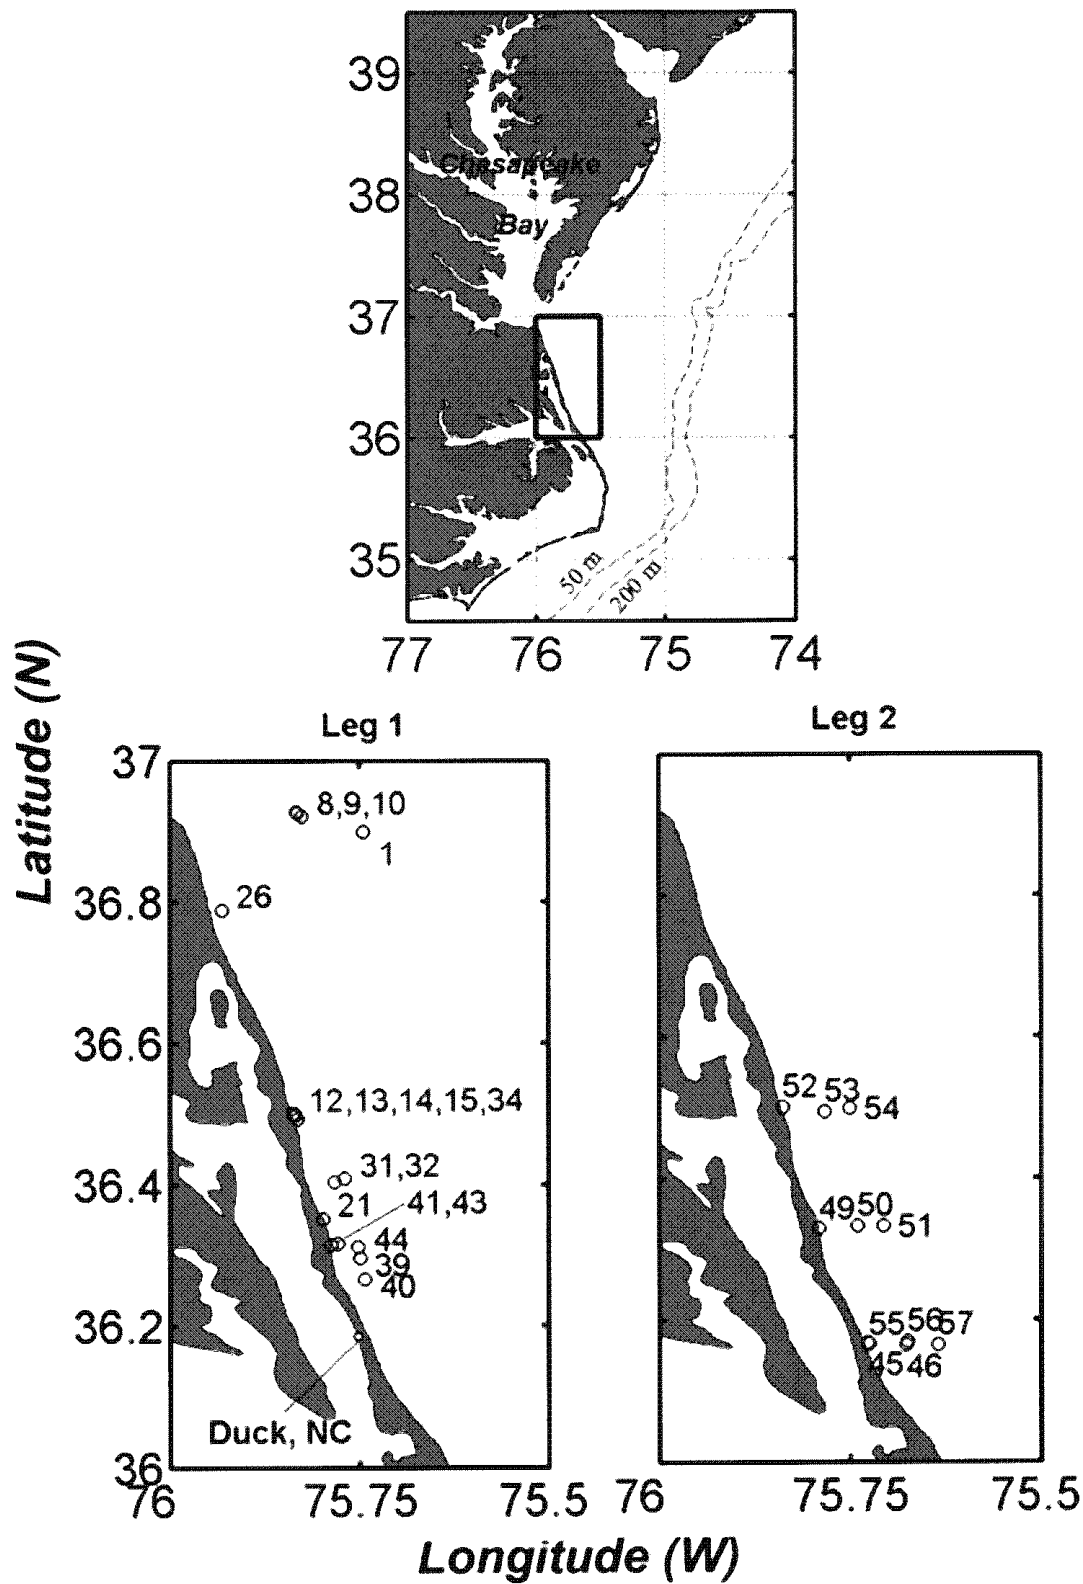 39
38
37
36
35
Chesapeake
Bay
50 m
200 m
77 76 75 74
Latitude (N)
Leg 1
Leg 2
37
36.8
36.6
36.4
36.2
36
8,9,10
1
26
12,13,14,15,34
31,32
21
41,43
44
39
40
Duck, NC
76 75.75 75.5
52 53 54
49 50 51
55 56 57
45 46
76 75.75 75.5
Longitude (W)